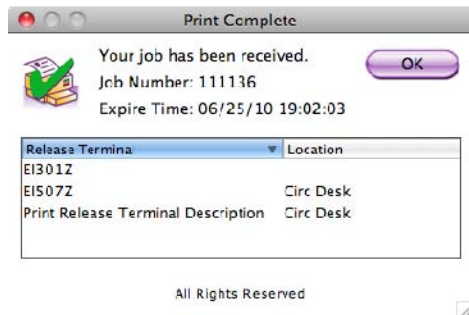 Print Complete
Your job has been received.
OK
Job Number: 111136
Expire Time: 06/25/10 19:02:03
Release Termina Location
EI301Z
EI507Z Circ Desk
Print Release Terminal Description Circ Desk
All Rights Reserved